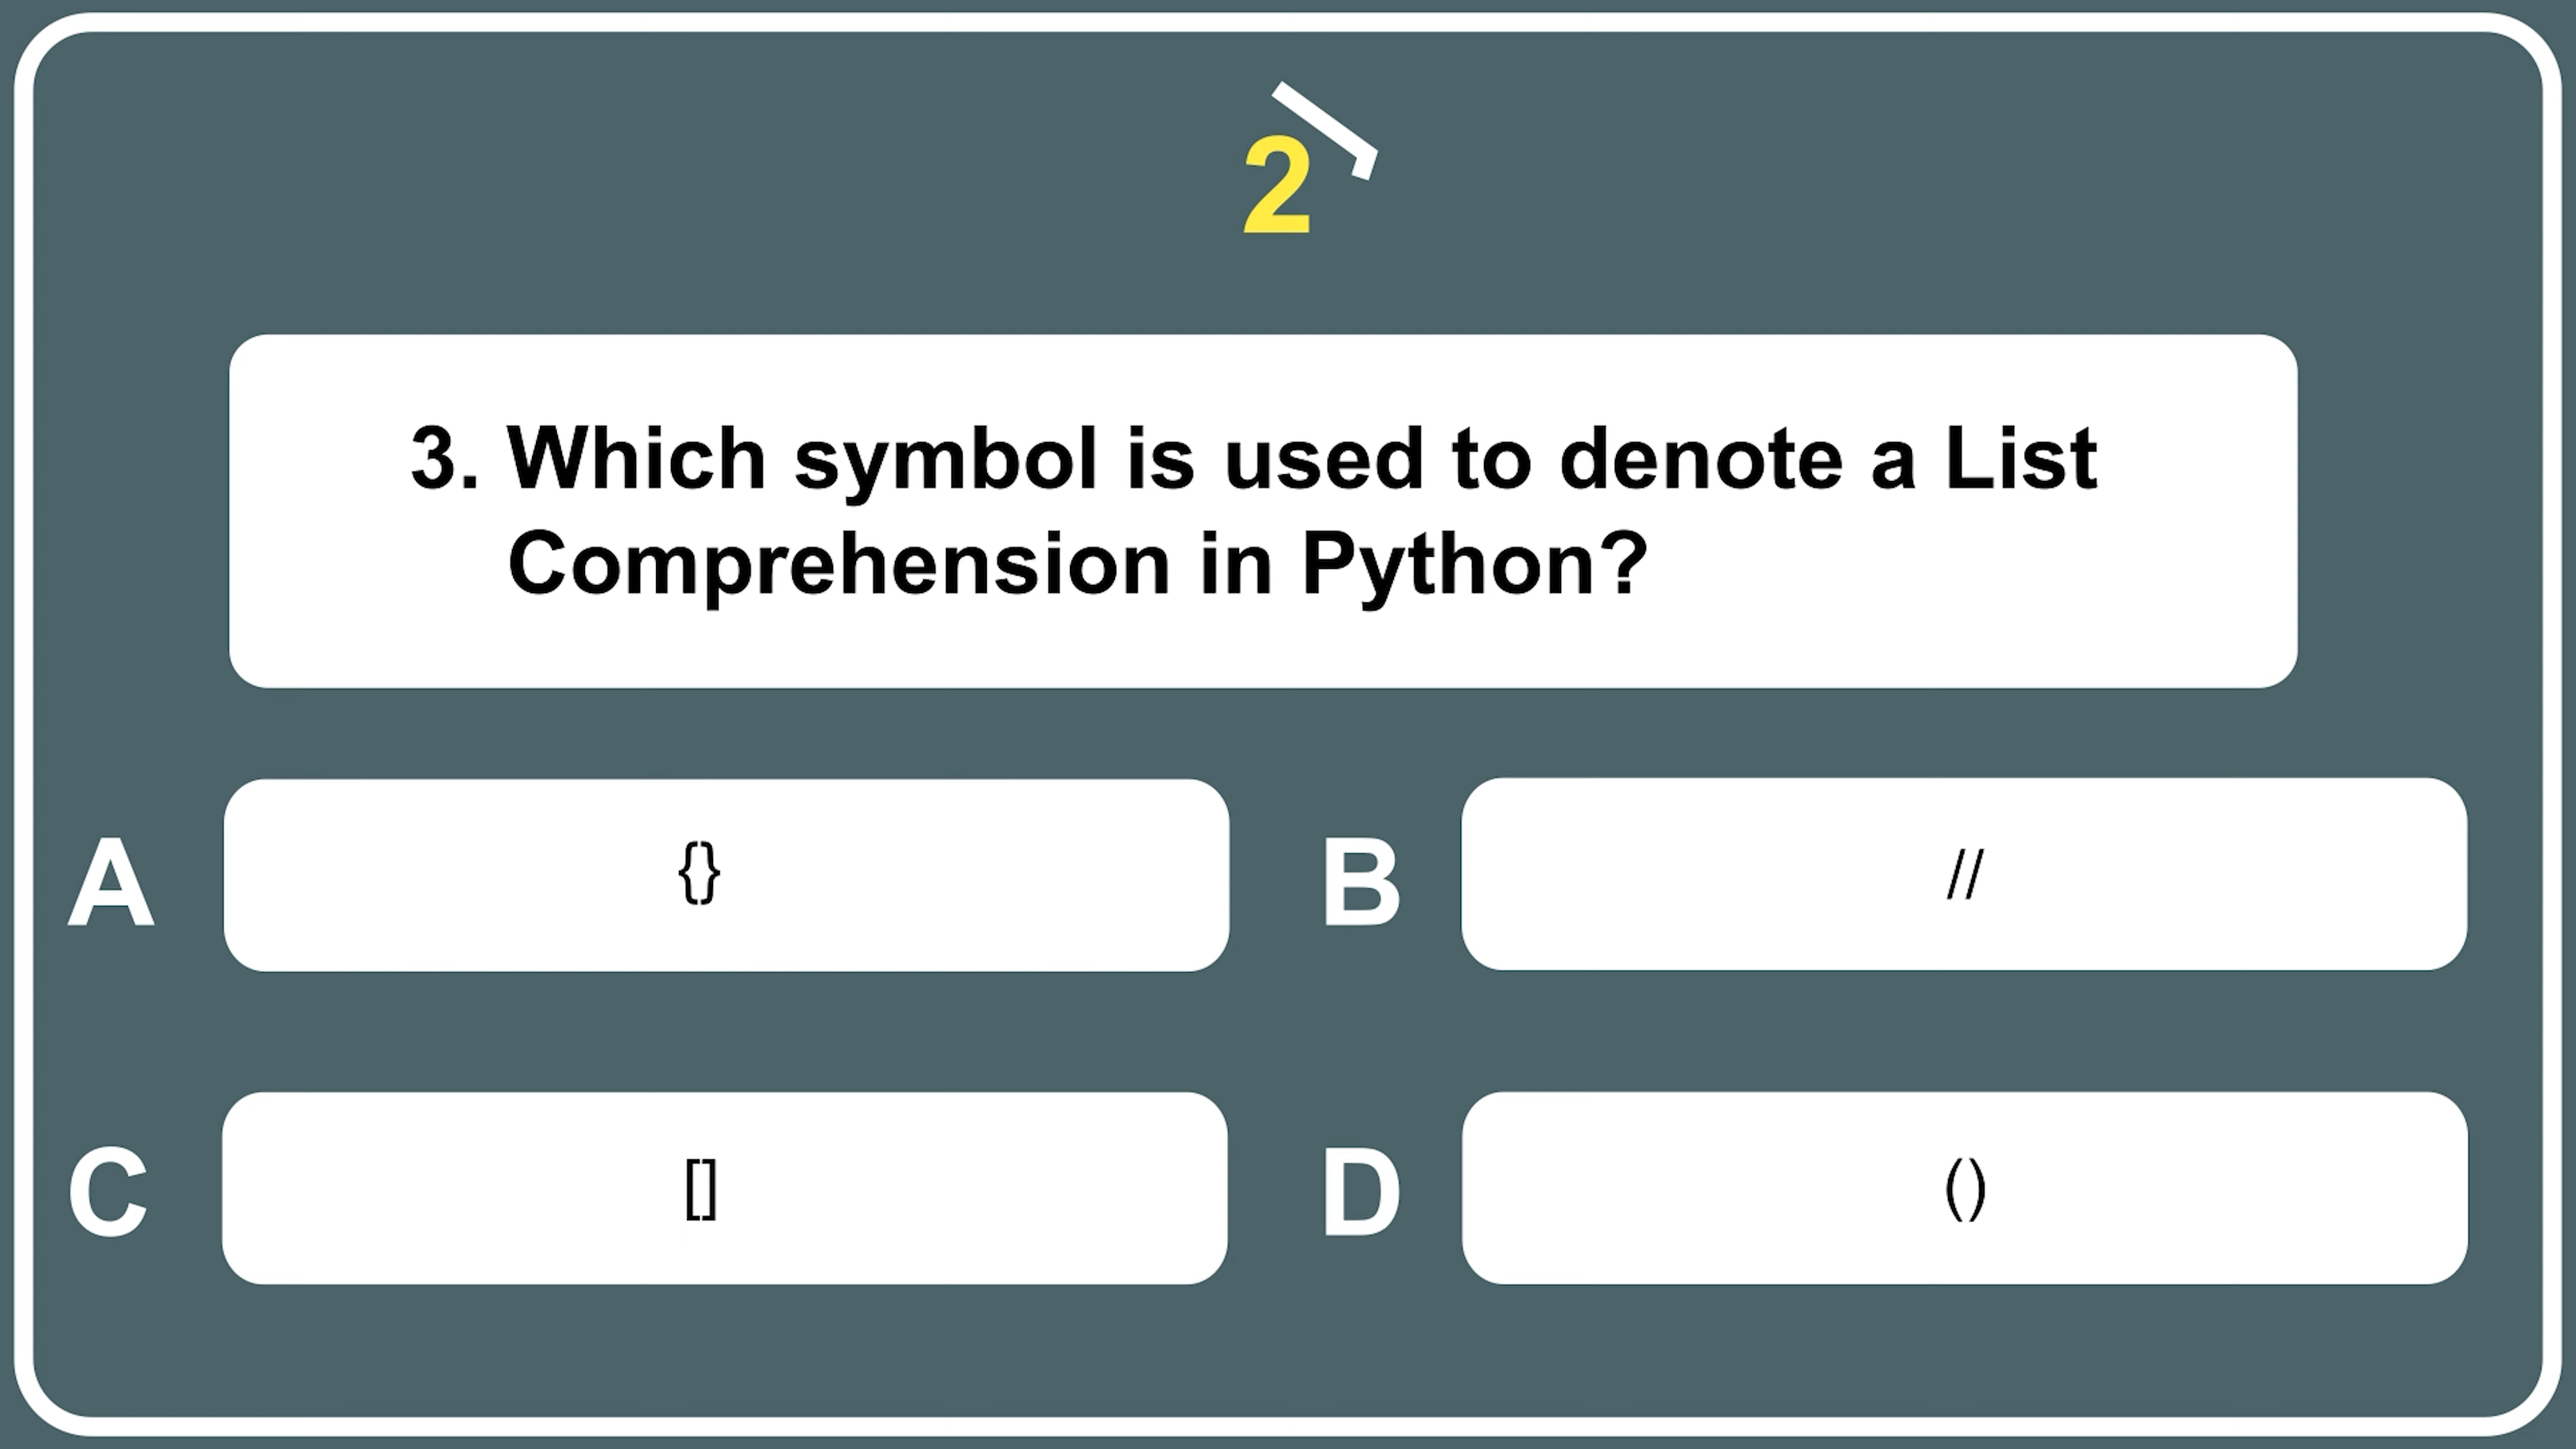 2
3. Which symbol is used to denote a List
Comprehension in Python?
A
{}
B
//
C
[]
D
()